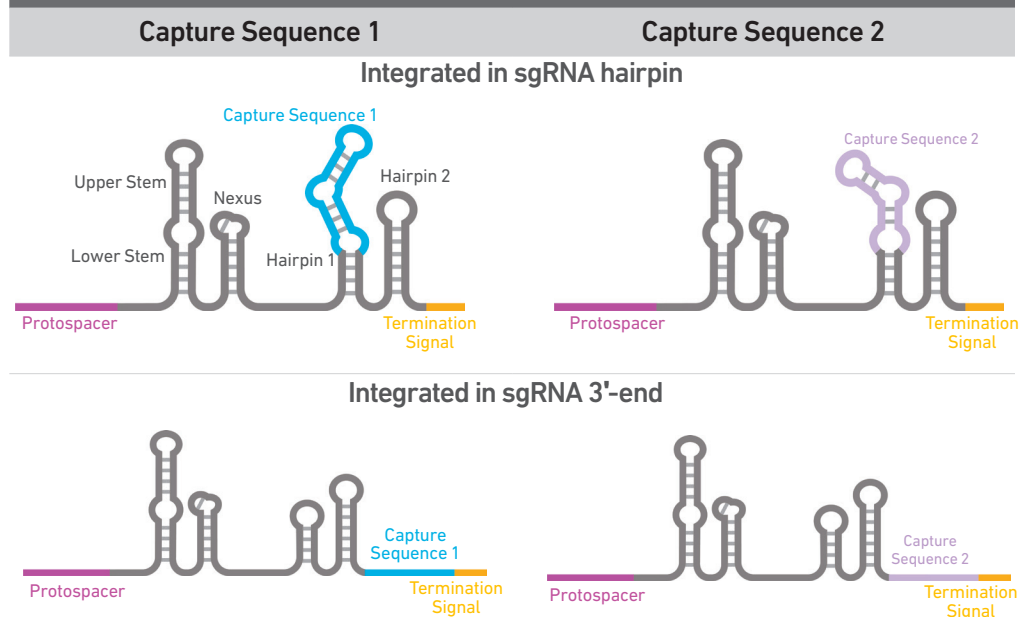 Capture Sequence 1
Capture Sequence 2
Integrated in sgRNA hairpin
Capture Sequence 1
Capture Sequence 2
Upper Stem
Nexus
Hairpin 2
Lower Stem
Hairpin 1
Protospacer
Termination
Signal
Protospacer
Termination
Signal
Integrated in sgRNA 3'-end
Capture
Sequence 1
Capture
Sequence 2
Protospacer
Termination
Signal
Protospacer
Termination
Signal